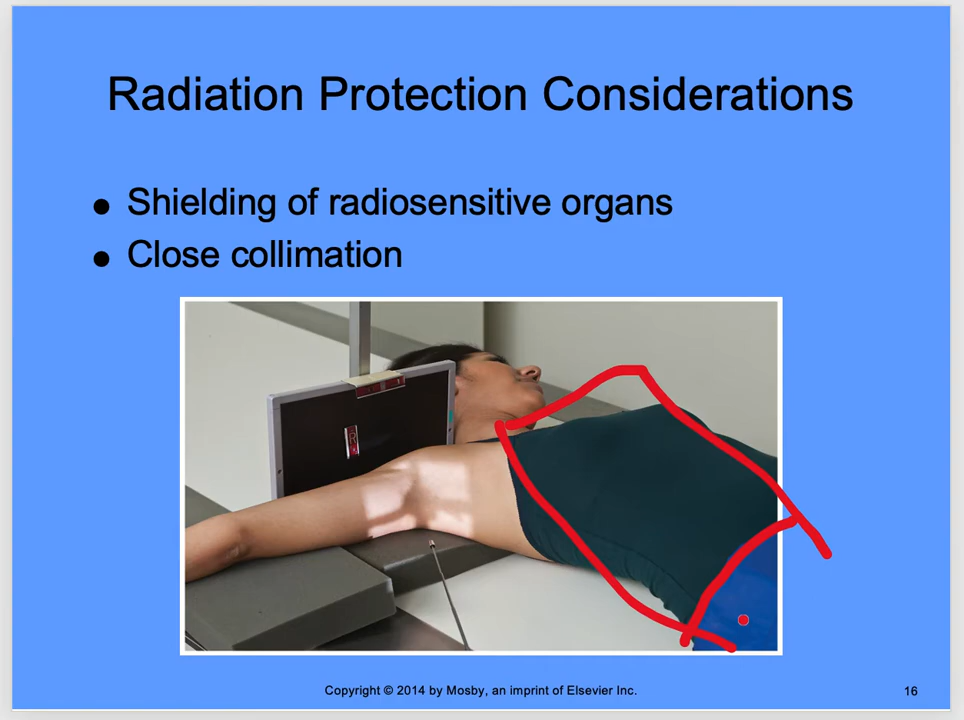 Radiation Protection Considerations
● Shielding of radiosensitive organs
● Close collimation
R
Copyright © 2014 by Mosby, an imprint of Elsevier Inc.
16